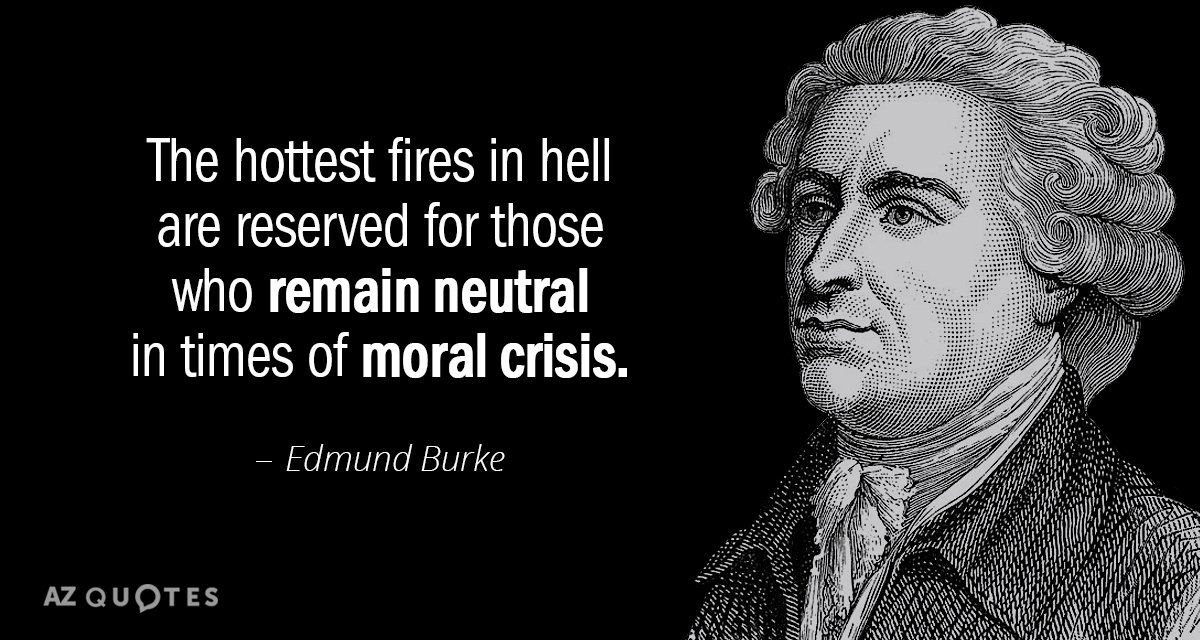 The hottest fires in hell
are reserved for those
who remain neutral
in times of moral crisis.
– Edmund Burke
AZ QUOTES